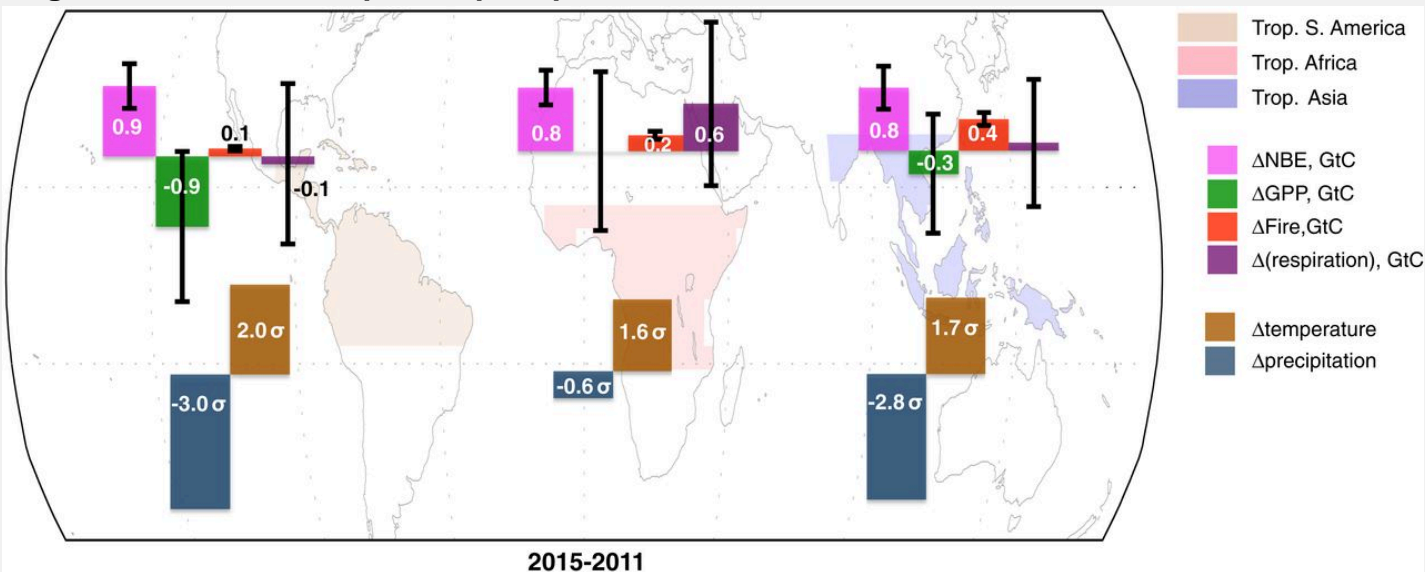 Trop. S. America
Trop. Africa
Trop. Asia
0.9
0.1
-0.9
-0.1
0.8
0.2
0.6
0.8
-0.3
0.4
ΔNBE, GtC
ΔGPP, GtC
ΔFire,GtC
Δ(respiration), GtC
2.0 σ
-3.0 σ
1.6 σ
-0.6 σ
1.7 σ
-2.8 σ
Δtemperature
Δprecipitation
2015-2011